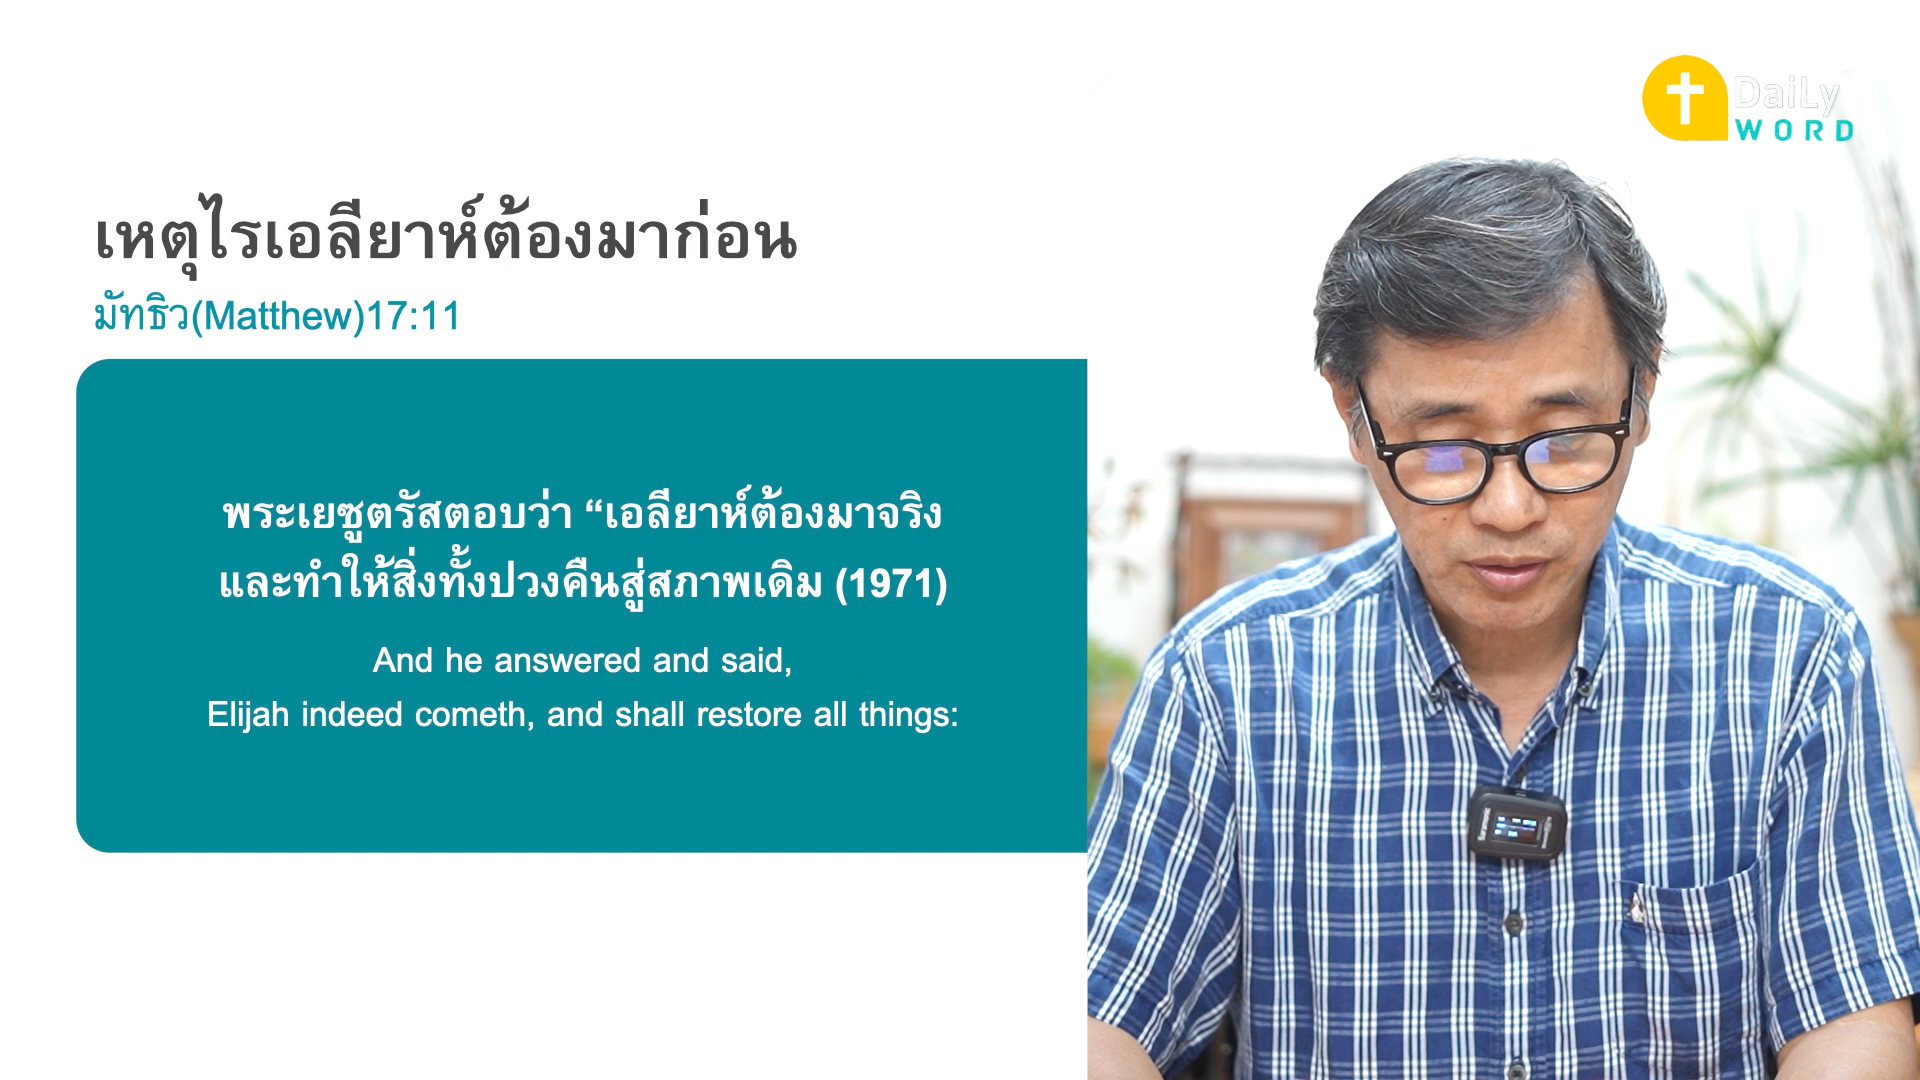 DaiLy
WORD
เหตุไรเอลียาห์ต้องมาก่อน
มัทธิว(Matthew)17:11
พระเยซูตรัสตอบว่า “เอลียาห์ต้องมาจริง
และทำให้สิ่งทั้งปวงคืนสู่สภาพเดิม (1971)
And he answered and said,
Elijah indeed cometh, and shall restore all things: